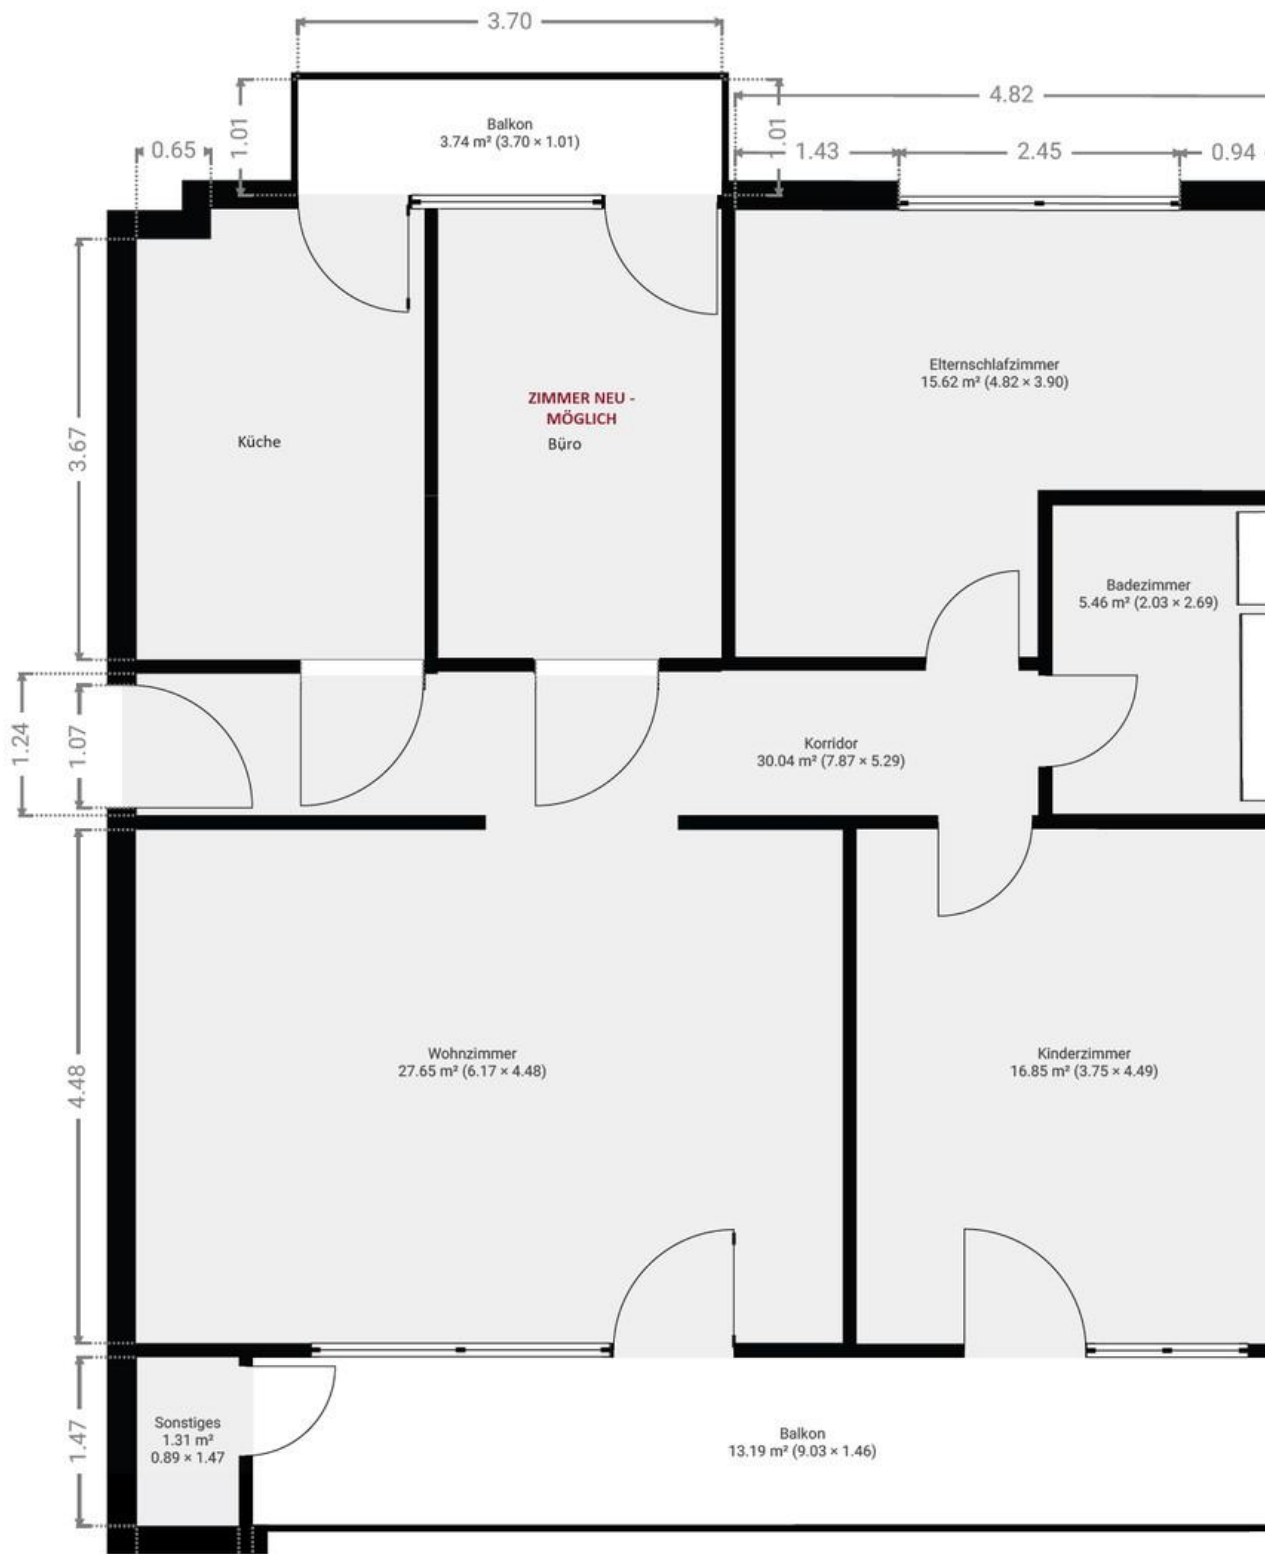 3.70
4.82
1.01
Balkon
3.74 m² (3.70 × 1.01)
1.01
0.65
1.43
2.45
0.94
Elternschlafzimmer
15.62 m² (4.82 × 3.90)
ZIMMER NEU -
MÖGLICH
Büro
Küche
3.67
Badezimmer
5.46 m² (2.03 × 2.69)
1.24
1.07
Korridor
30.04 m² (7.87 × 5.29)
Wohnzimmer
27.65 m² (6.17 × 4.48)
Kinderzimmer
16.85 m² (3.75 × 4.49)
4.48
1.47
Sonstiges
1.31 m²
0.89 × 1.47
Balkon
13.19 m² (9.03 × 1.46)